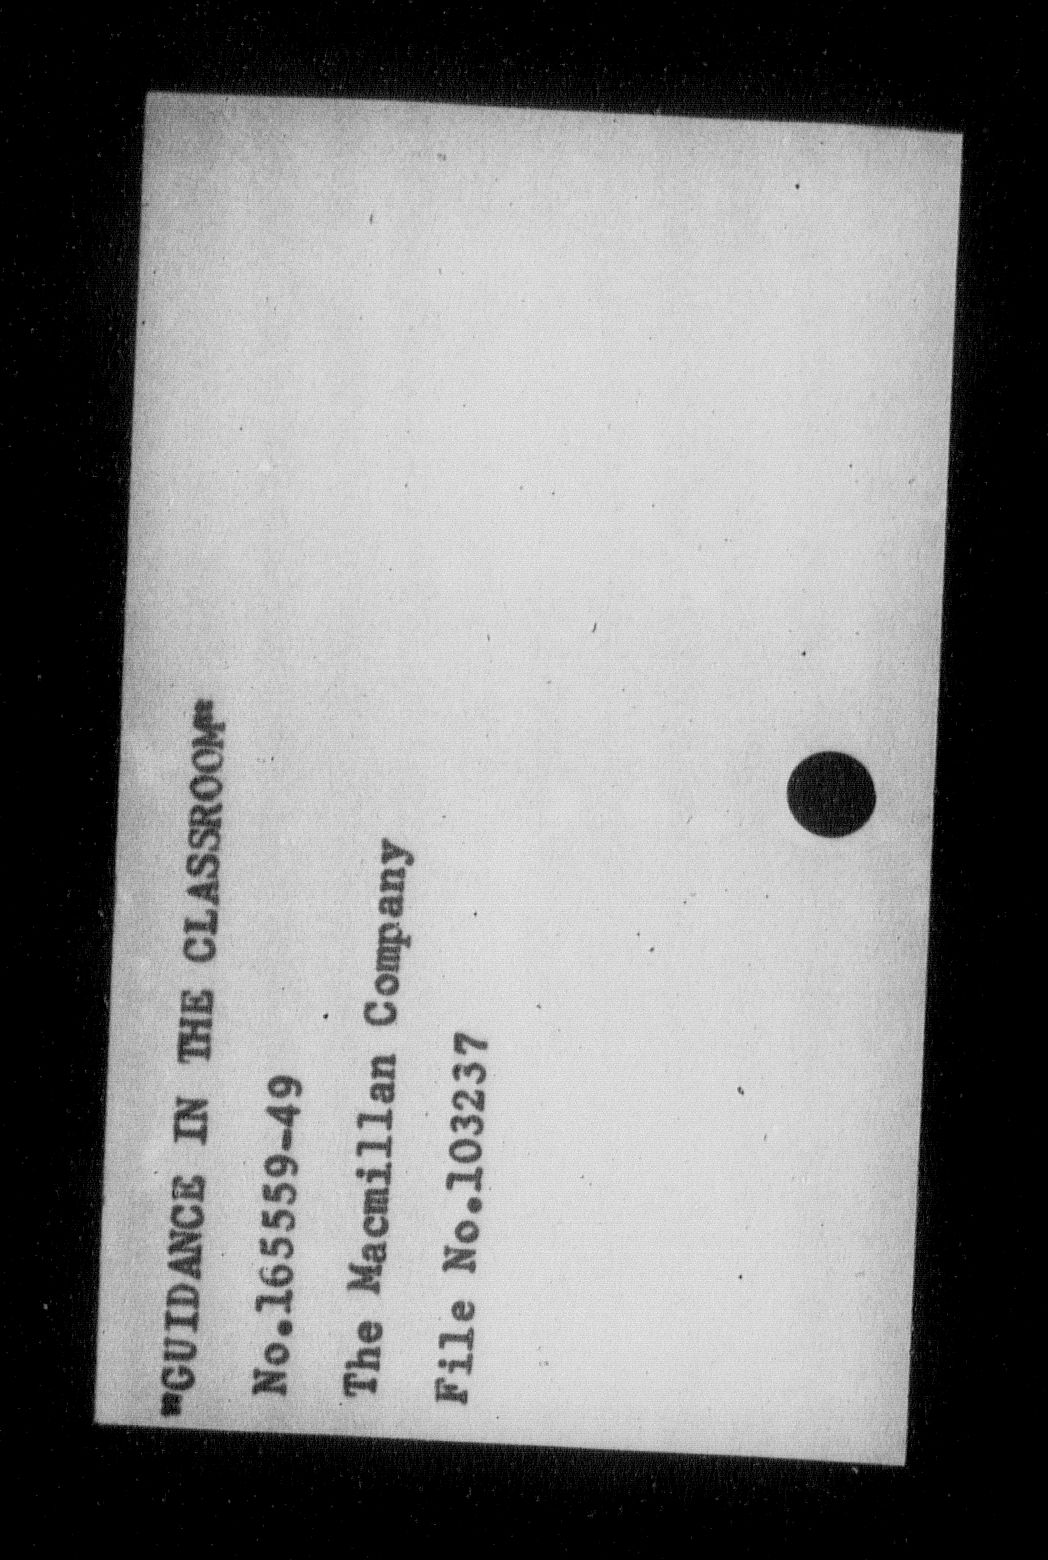 "GUIDANCE IN THE CLASSROOM"
No.165559-49
The Macmillan Company
File No.103237